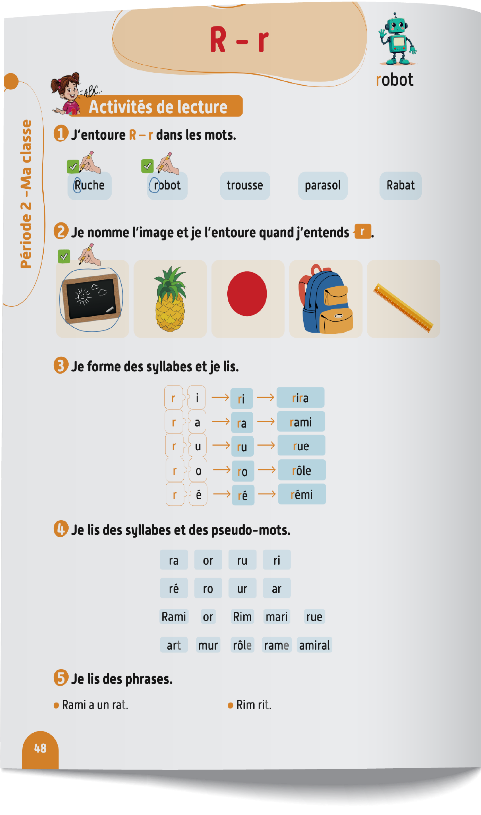 R – r
robot
ABC
Activités de lecture
Période 2 -Ma classe
1 J’entoure R – r dans les mots.
Ruche robot trousse parasol Rabat
2 Je nomme l’image et je l’entoure quand j’entends r .
3 Je forme des syllabes et je lis.
r i ri rira
r a ra rami
r u ru rue
r o ro rôle
r é ré rémi
4 Je lis des syllabes et des pseudo-mots.
ra or ru ri
ré ro ur ar
Rami or Rim mari rue
art mur rôle rame amiral
5 Je lis des phrases.
• Rami a un rat. • Rim rit.
48